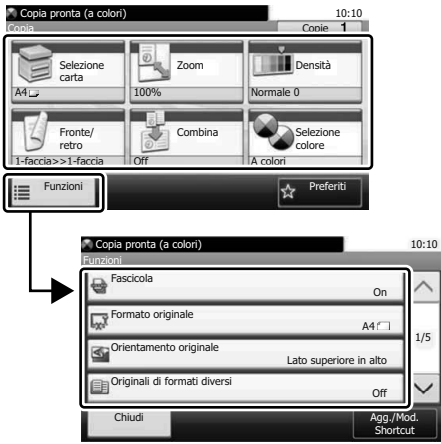 Copia pronta (a colori) 10:10
Copia Copie 1
Selezione carta
A4
Zoom
100%
Densità
Normale 0
Fronte/ retro
1-faccia>>1-faccia
Combina
Off
Selezione colore
A colori
Funzioni
Preferiti
Copia pronta (a colori) 10:10
Funzioni
Fascicola
On
Formato originale
A4
Orientamento originale
Lato superiore in alto
Originali di formati diversi
Off
1/5
Chiudi
Agg./Mod.
Shortcut